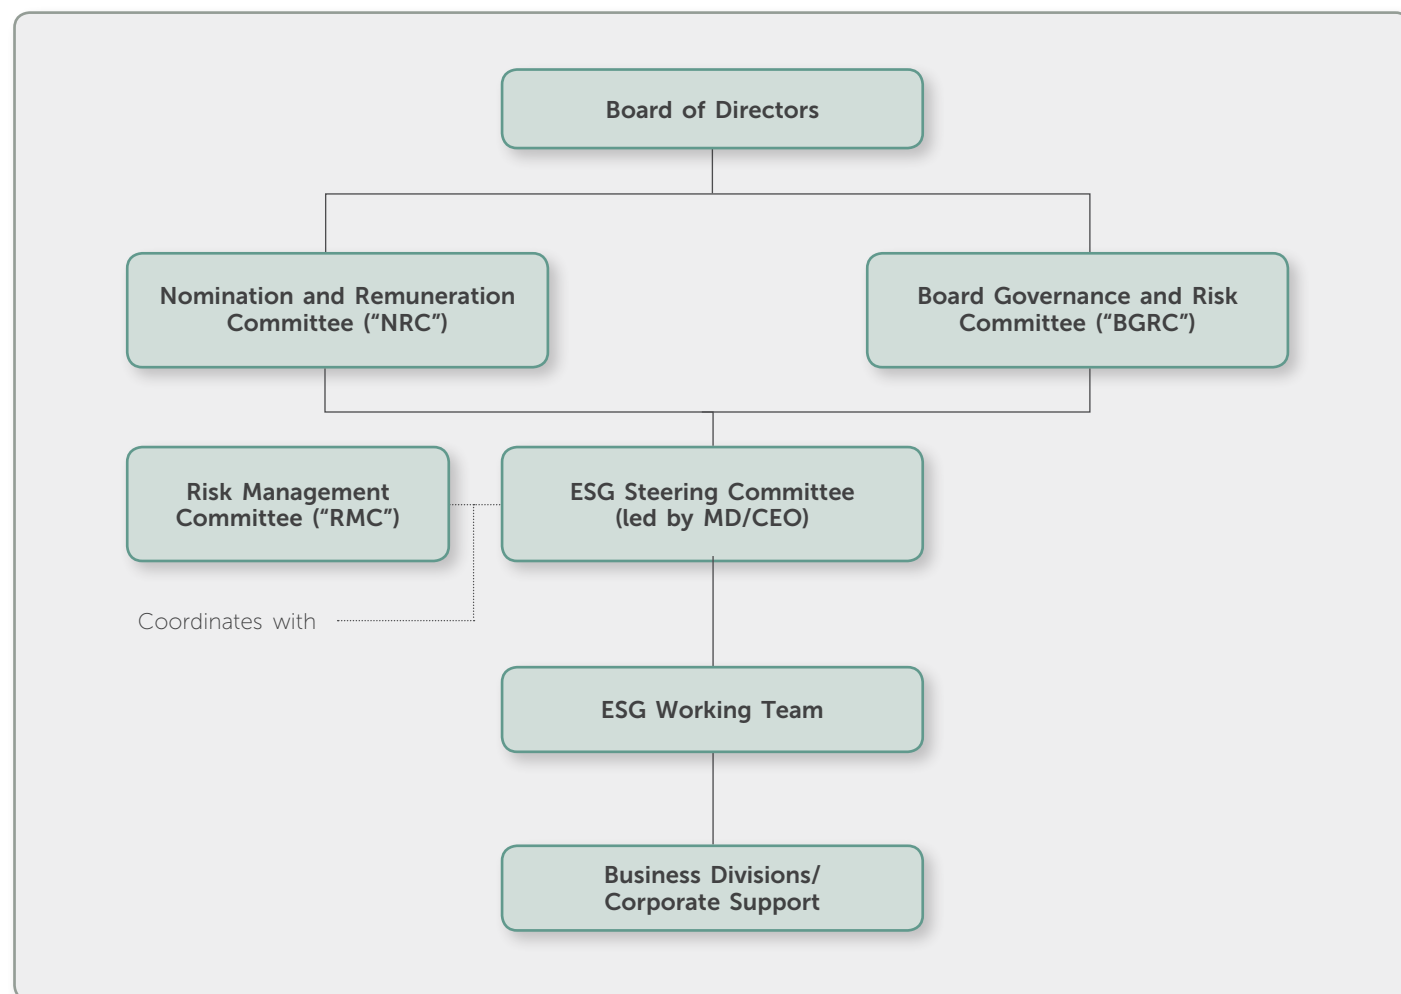 Board of Directors
Nomination and Remuneration
Committee (“NRC”)
Board Governance and Risk
Committee (“BGRC”)
Risk Management
Committee (“RMC”)
ESG Steering Committee
(led by MD/CEO)
Coordinates with
ESG Working Team
Business Divisions/
Corporate Support